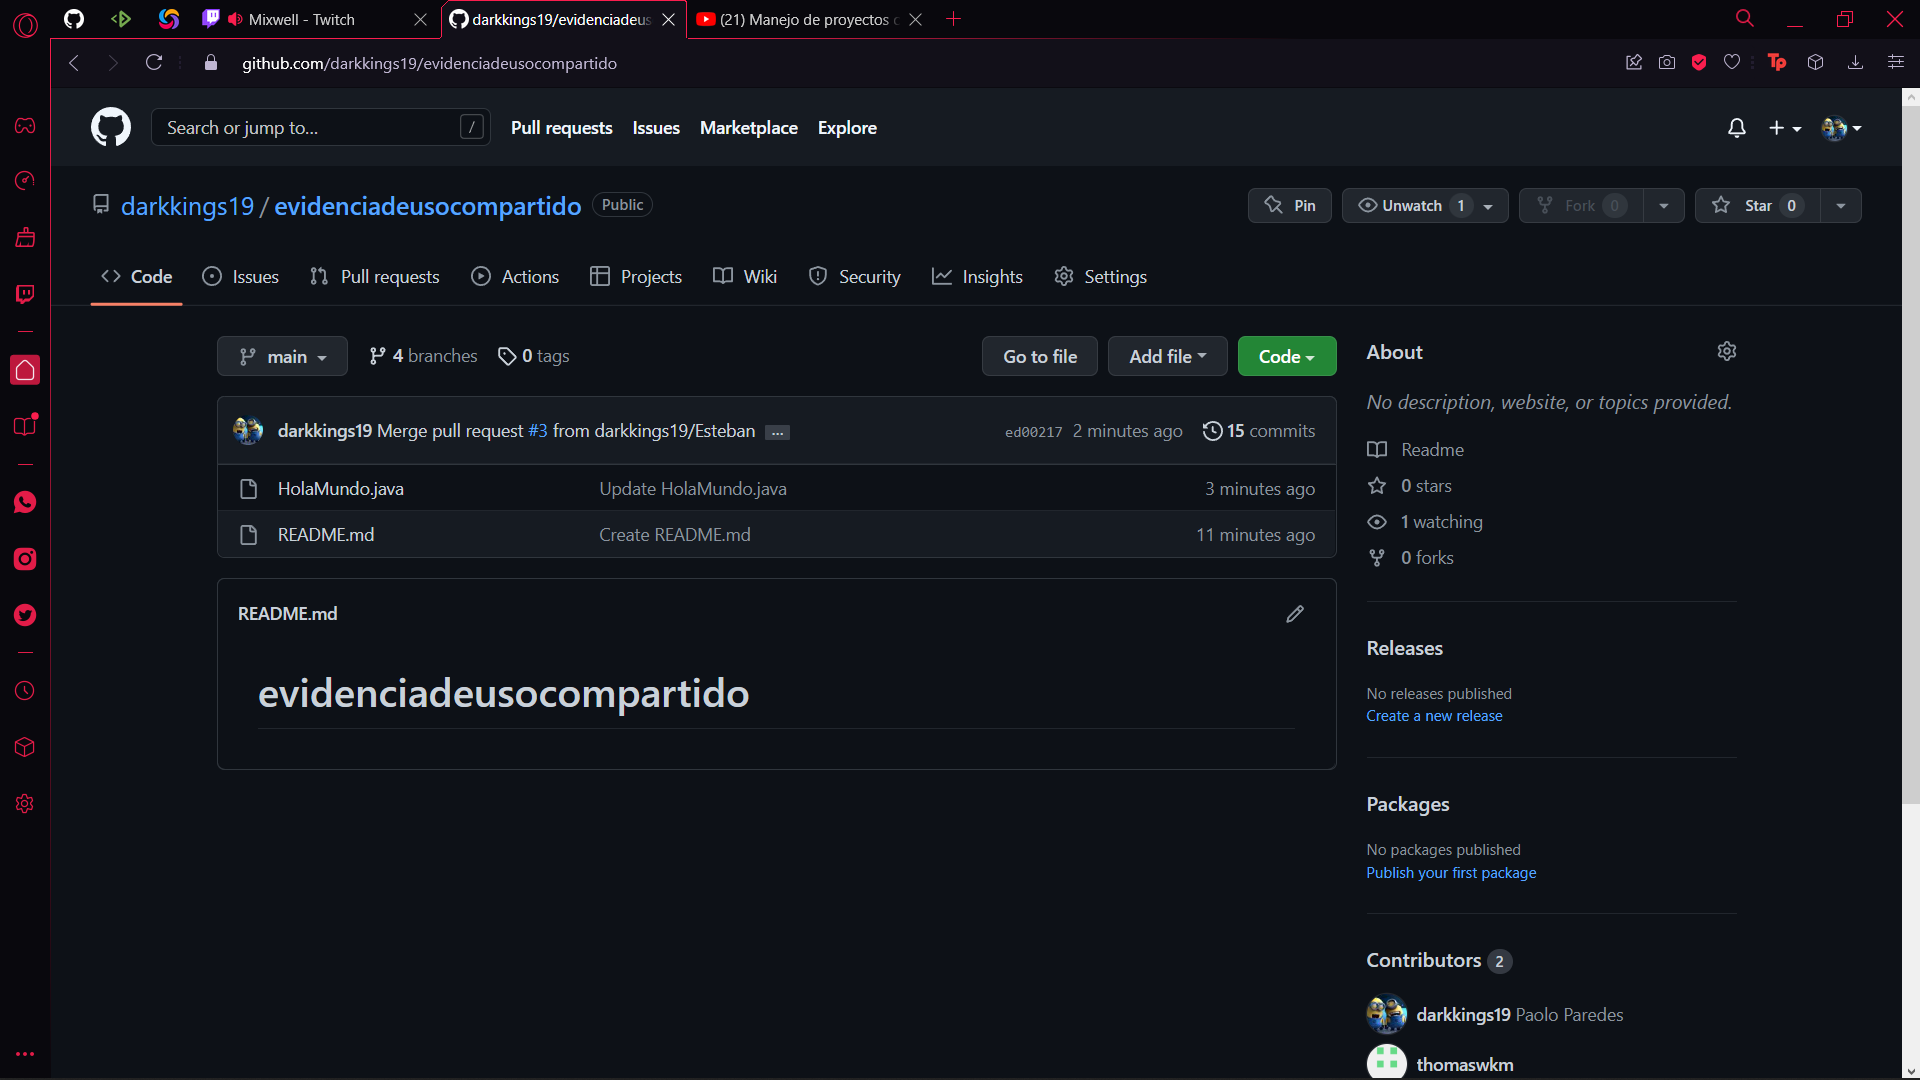 Mixwell - Twitch
darkkings19/evidenciadeus
(21) Manejo de proyectos c
github.com/darkkings19/evidenciadeusocompartido
Tp
Search or jump to... /
Pull requests Issues Marketplace Explore
darkkings19 / evidenciadeusocompartido Public
Pin Unwatch 1 Fork 0 Star 0
Code Issues Pull requests Actions Projects Wiki Security Insights Settings
main 4 branches 0 tags Go to file Add file Code
darkkings19 Merge pull request #3 from darkkings19/Esteban ... ed00217 2 minutes ago 15 commits
HolaMundo.java Update HolaMundo.java 3 minutes ago
README.md Create README.md 11 minutes ago
README.md
evidenciadeusocompartido
About
No description, website, or topics provided.
Readme
0 stars
1 watching
0 forks
Releases
No releases published
Create a new release
Packages
No packages published
Publish your first package
Contributors 2
darkkings19 Paolo Paredes
thomaswkm